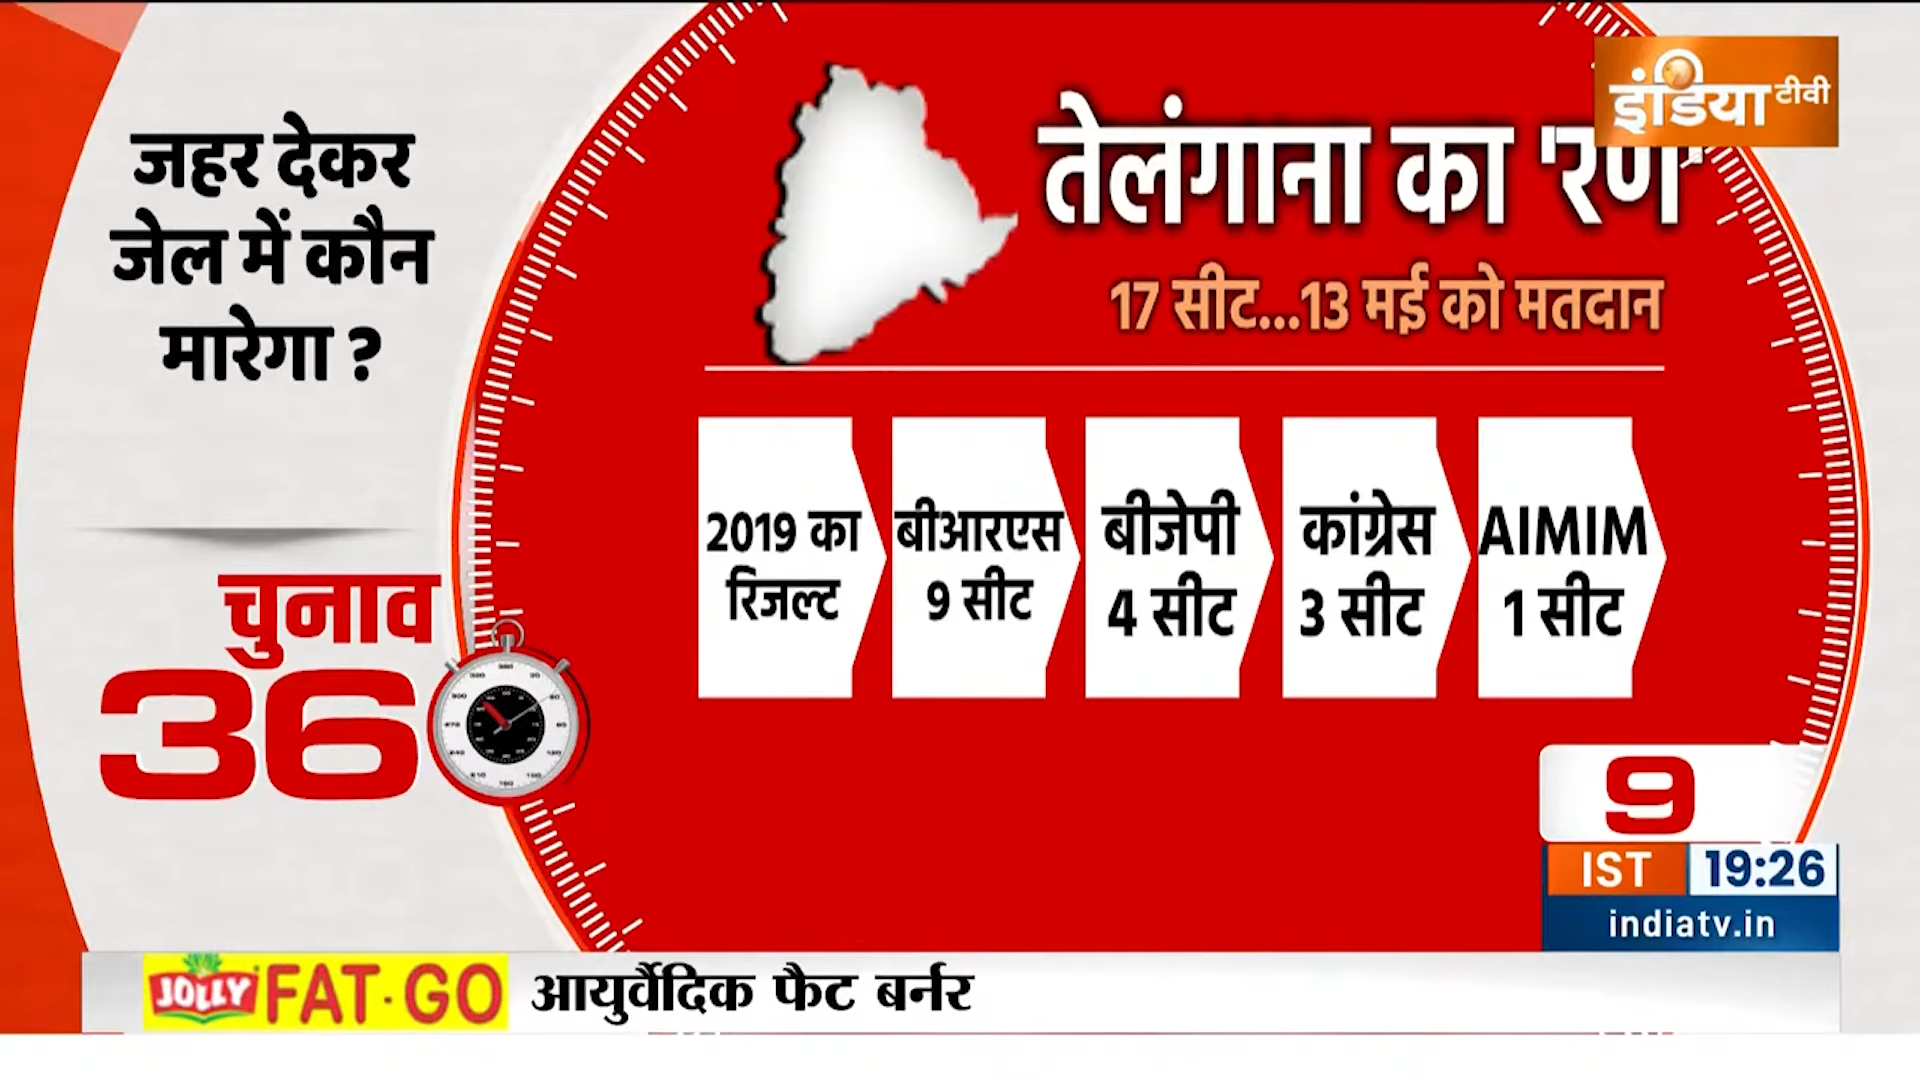 जहर देकर
जेल में कौन
मारेगा ?
चुनाव
36
तेलंगाना का 'रण'
17 सीट...13 मई को मतदान
इंडिया टीवी
2019 का
रिजल्ट
बीआरएस
9 सीट
बीजेपी
4 सीट
कांग्रेस
3 सीट
AIMIM
1 सीट
9
IST 19:26
indiatv.in
JOLLY FAT-GO आयुर्वैदिक फैट बर्नर